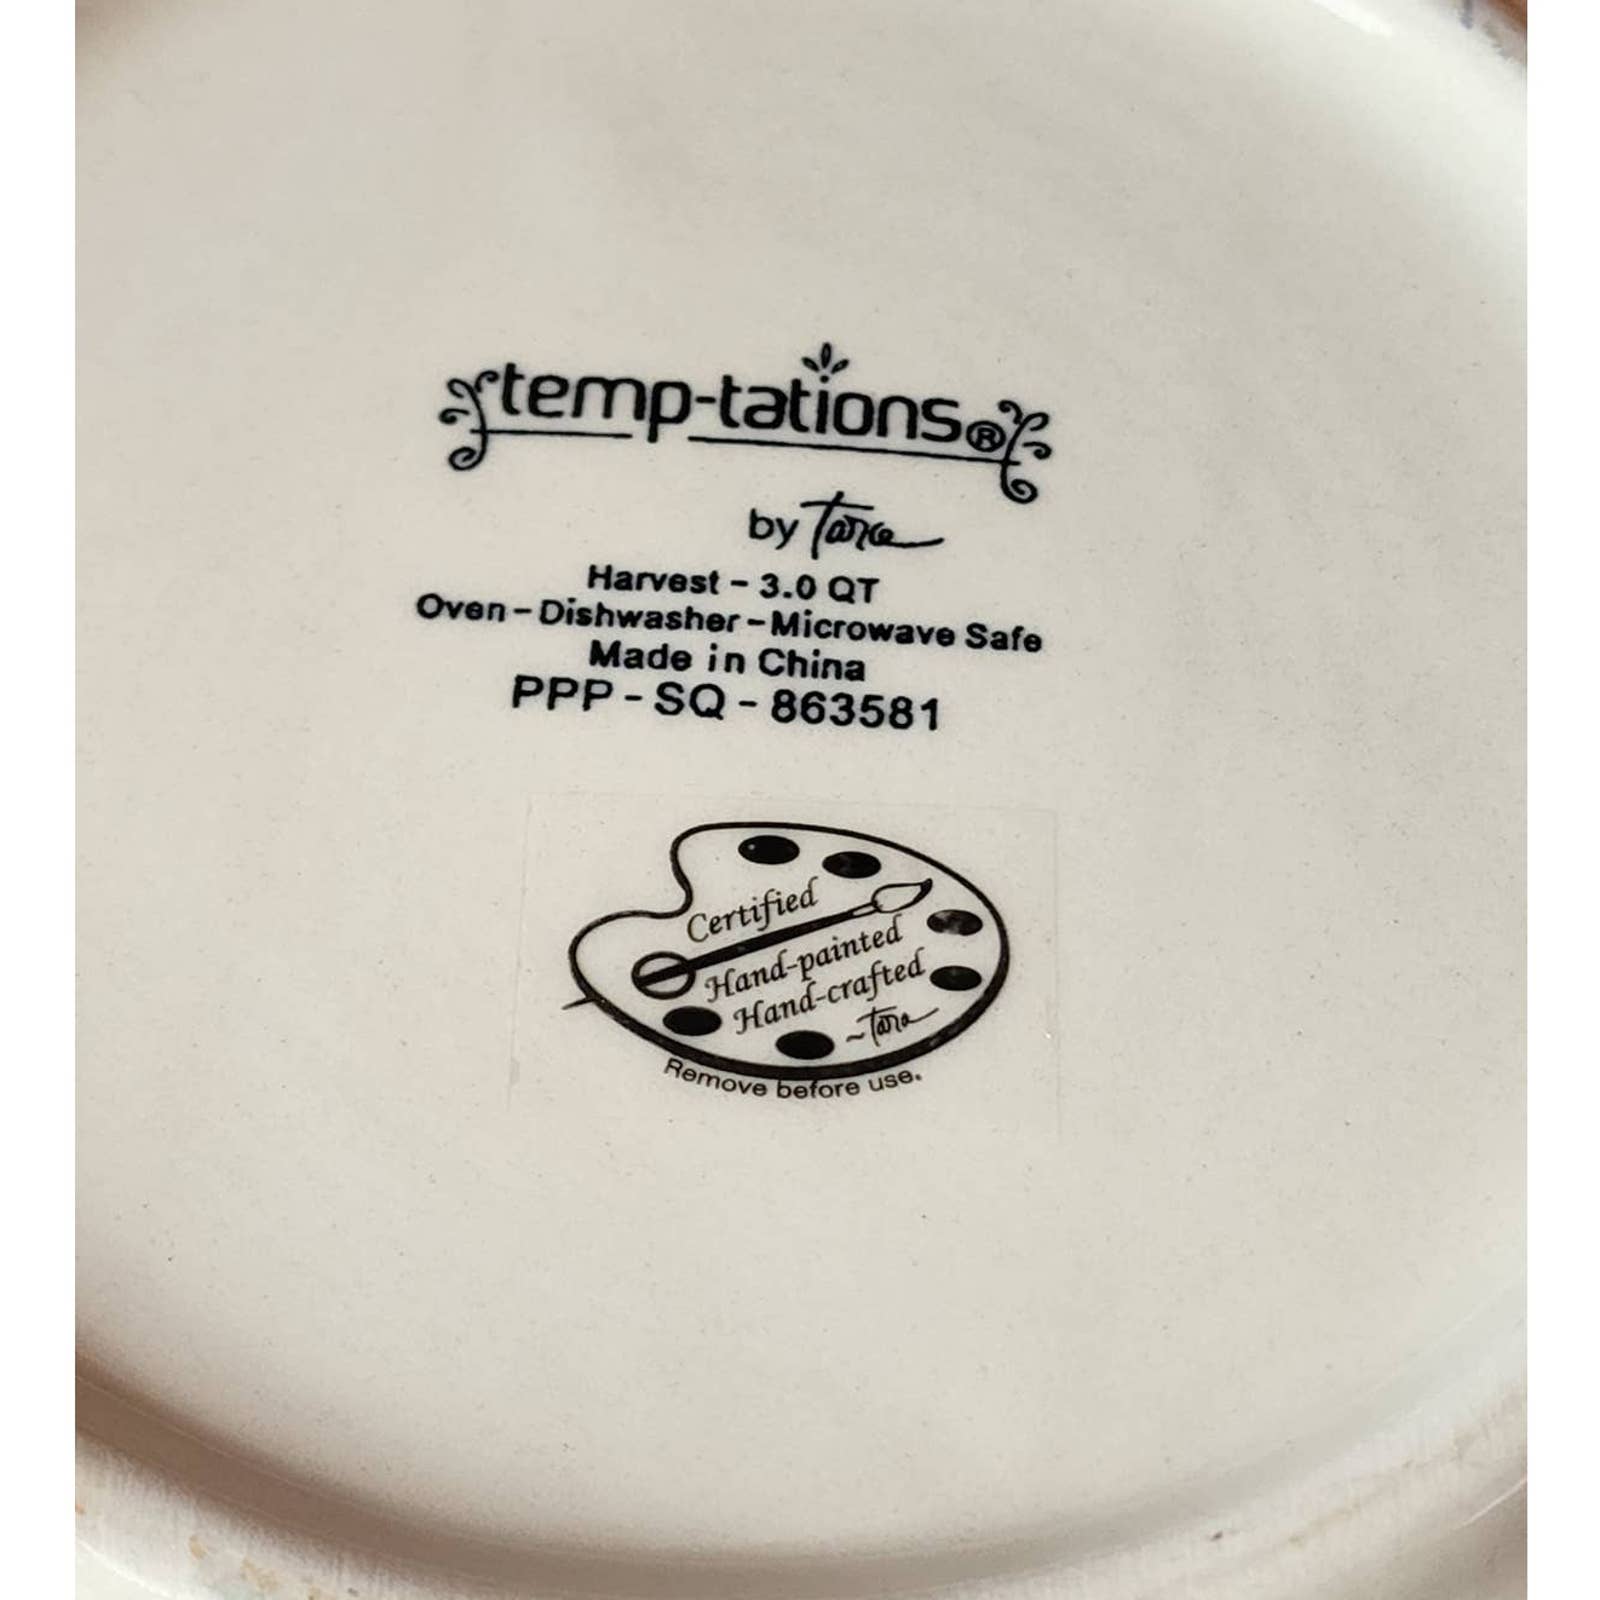 temp-tations®
by Tara
Harvest - 3.0 QT
Oven - Dishwasher - Microwave Safe
Made in China
PPP - SQ - 863581
Certified
Hand-painted
Hand-crafted
~Tara
Remove before use.